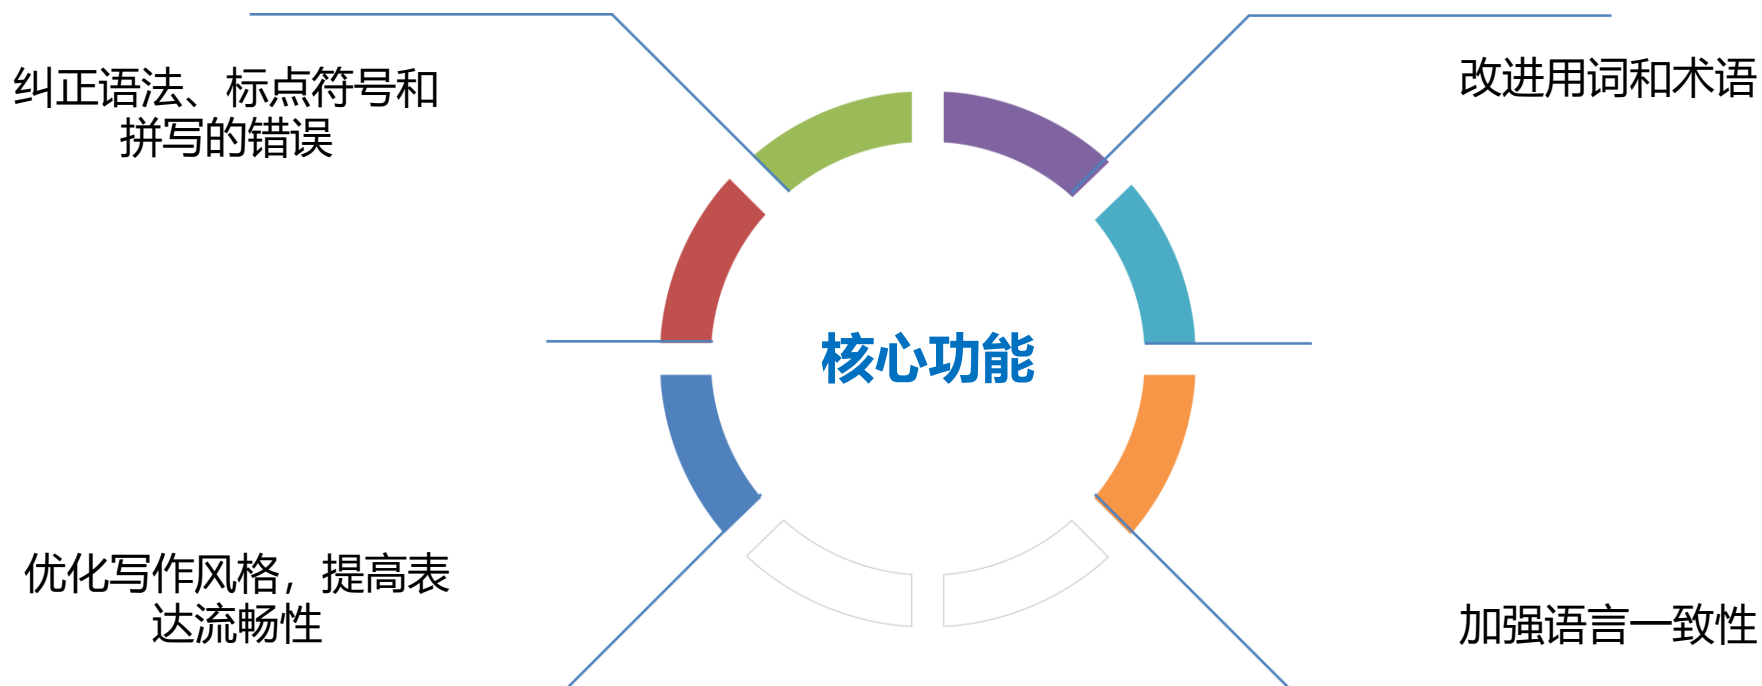 纠正语法、标点符号和
拼写的错误
改进用词和术语
核心功能
优化写作风格，提高表
达流畅性
加强语言一致性